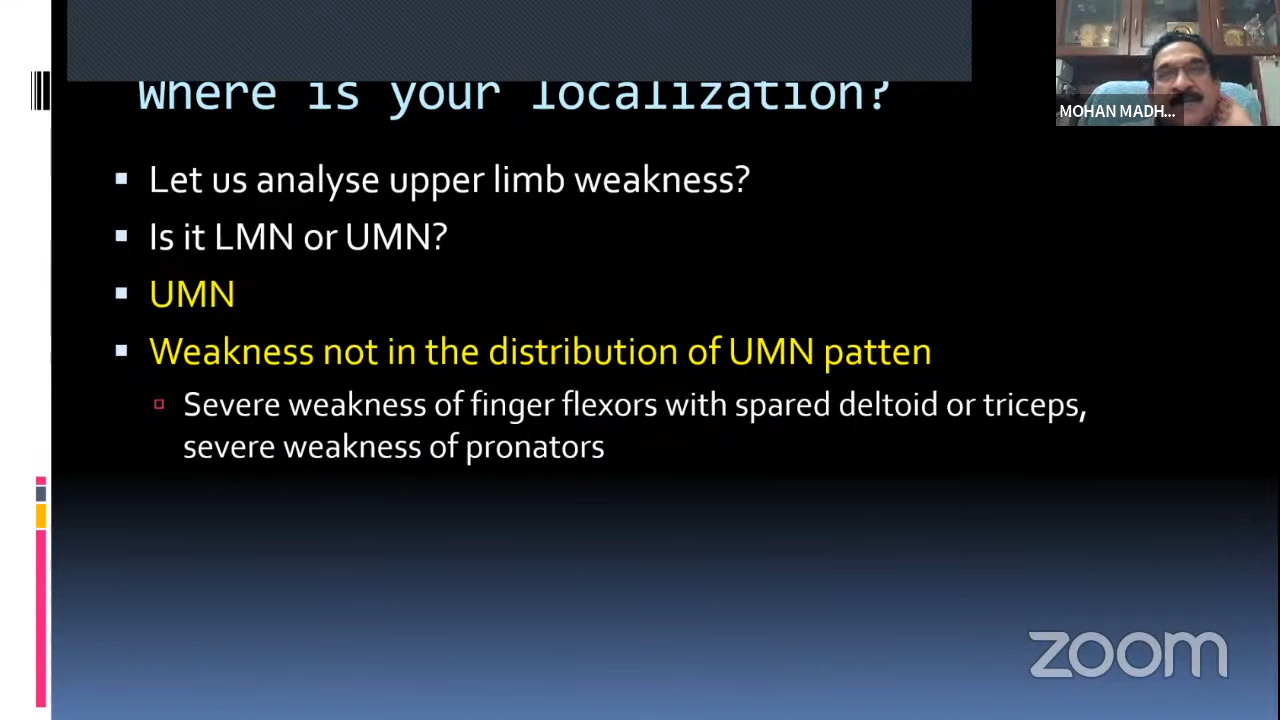 Where is your localization?
MOHAN MADH...
Let us analyse upper limb weakness?
Is it LMN or UMN?
UMN
Weakness not in the distribution of UMN patten
Severe weakness of finger flexors with spared deltoid or triceps,
severe weakness of pronators
zoom